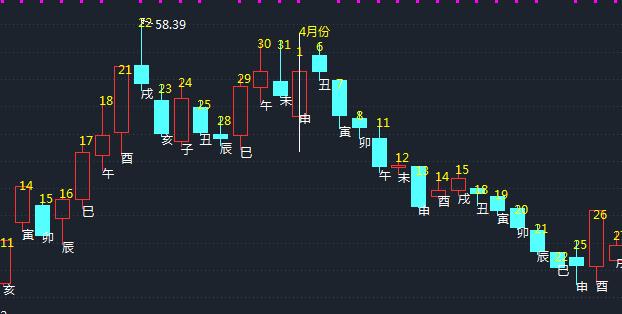 22
58.39
4月份
30
31
1
6
21
29
7
23
24
18
25
8
戌
丑
午
未
28
申
11
寅
17
亥
子
丑
辰
巳
卯
酉
12
13
14
15
午
午
未
14
15
16
18
19
申
酉
戌
巳
20
丑
寅
26
寅
卯
21
卯
27
辰
11
22
25
辰
巳
亥
申
酉